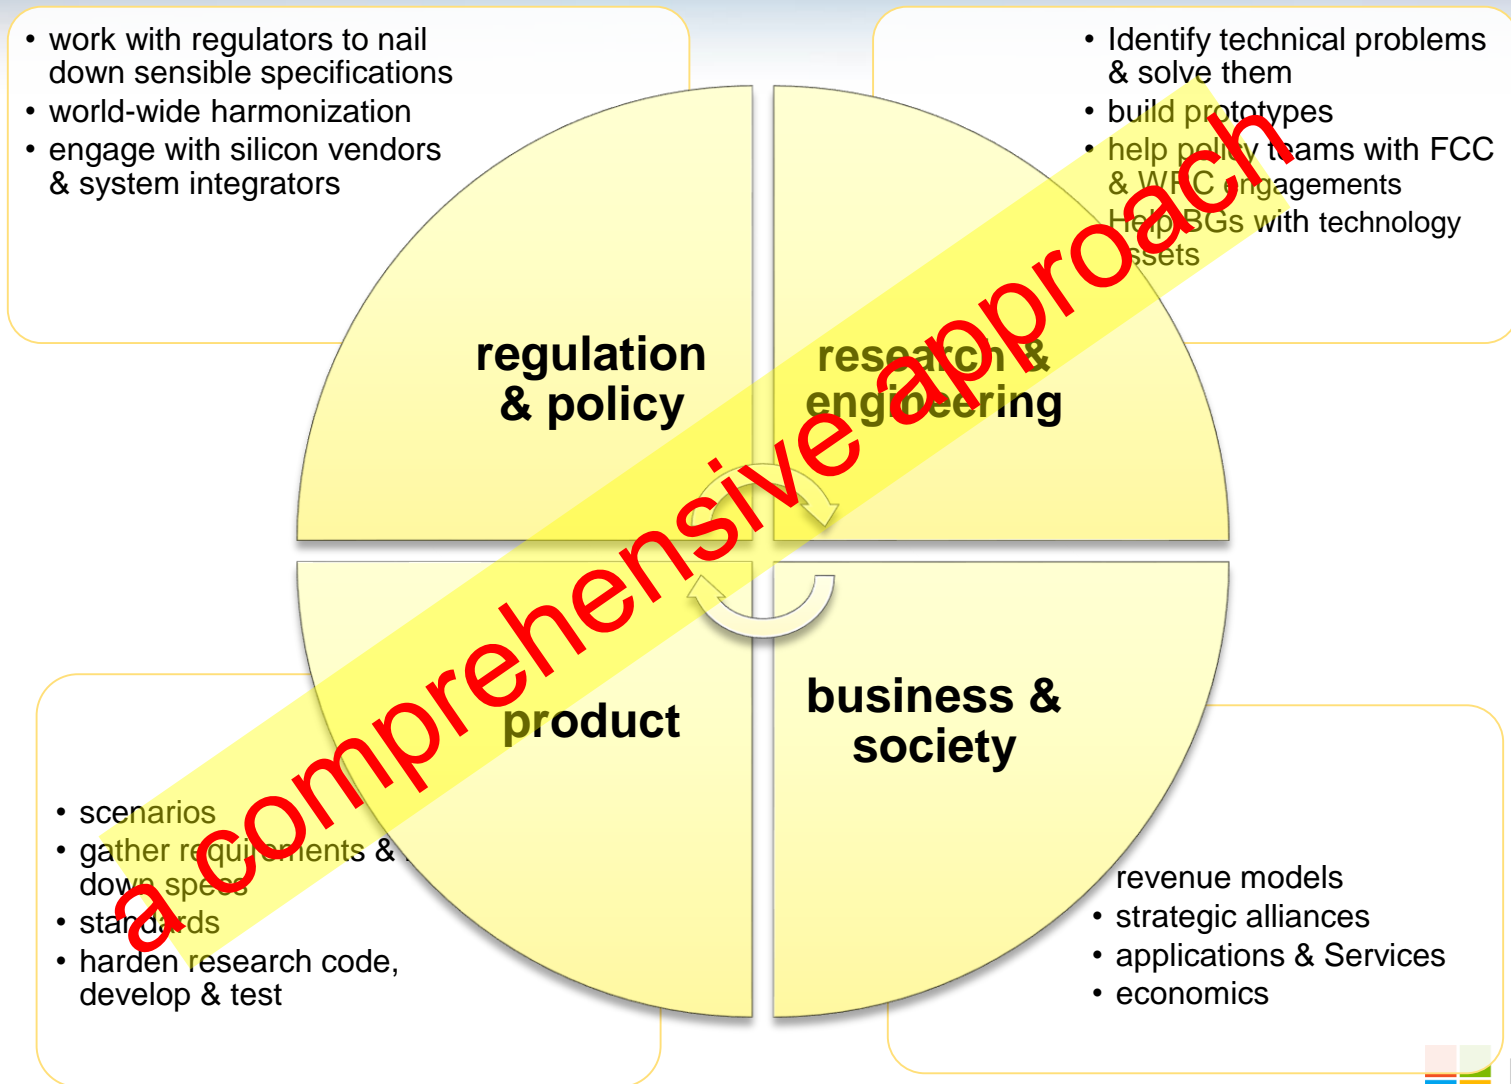 • work with regulators to nail
down sensible specifications
• world-wide harmonization
• engage with silicon vendors
& system integrators
• Identify technical problems
& solve them
• build prototypes
• help policy teams with FCC
& WRC engagements
Help BGs with technology
assets
regulation
& policy
research &
engineering
a comprehensive approach
product
business &
society
• scenarios
• gather requirements &
down specs
• standards
• harden research code,
develop & test
revenue models
• strategic alliances
• applications & Services
• economics